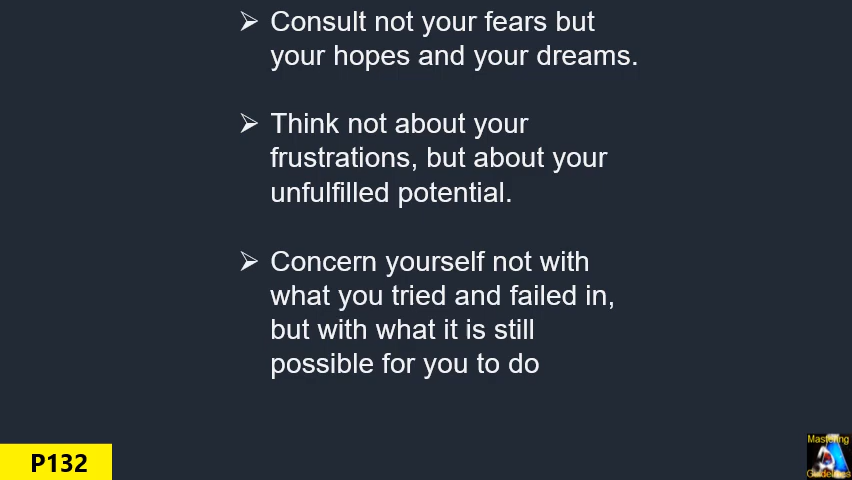 ➢ Consult not your fears but
your hopes and your dreams.
➢ Think not about your
frustrations, but about your
unfulfilled potential.
➢ Concern yourself not with
what you tried and failed in,
but with what it is still
possible for you to do
P132
Mastering
Guidelines